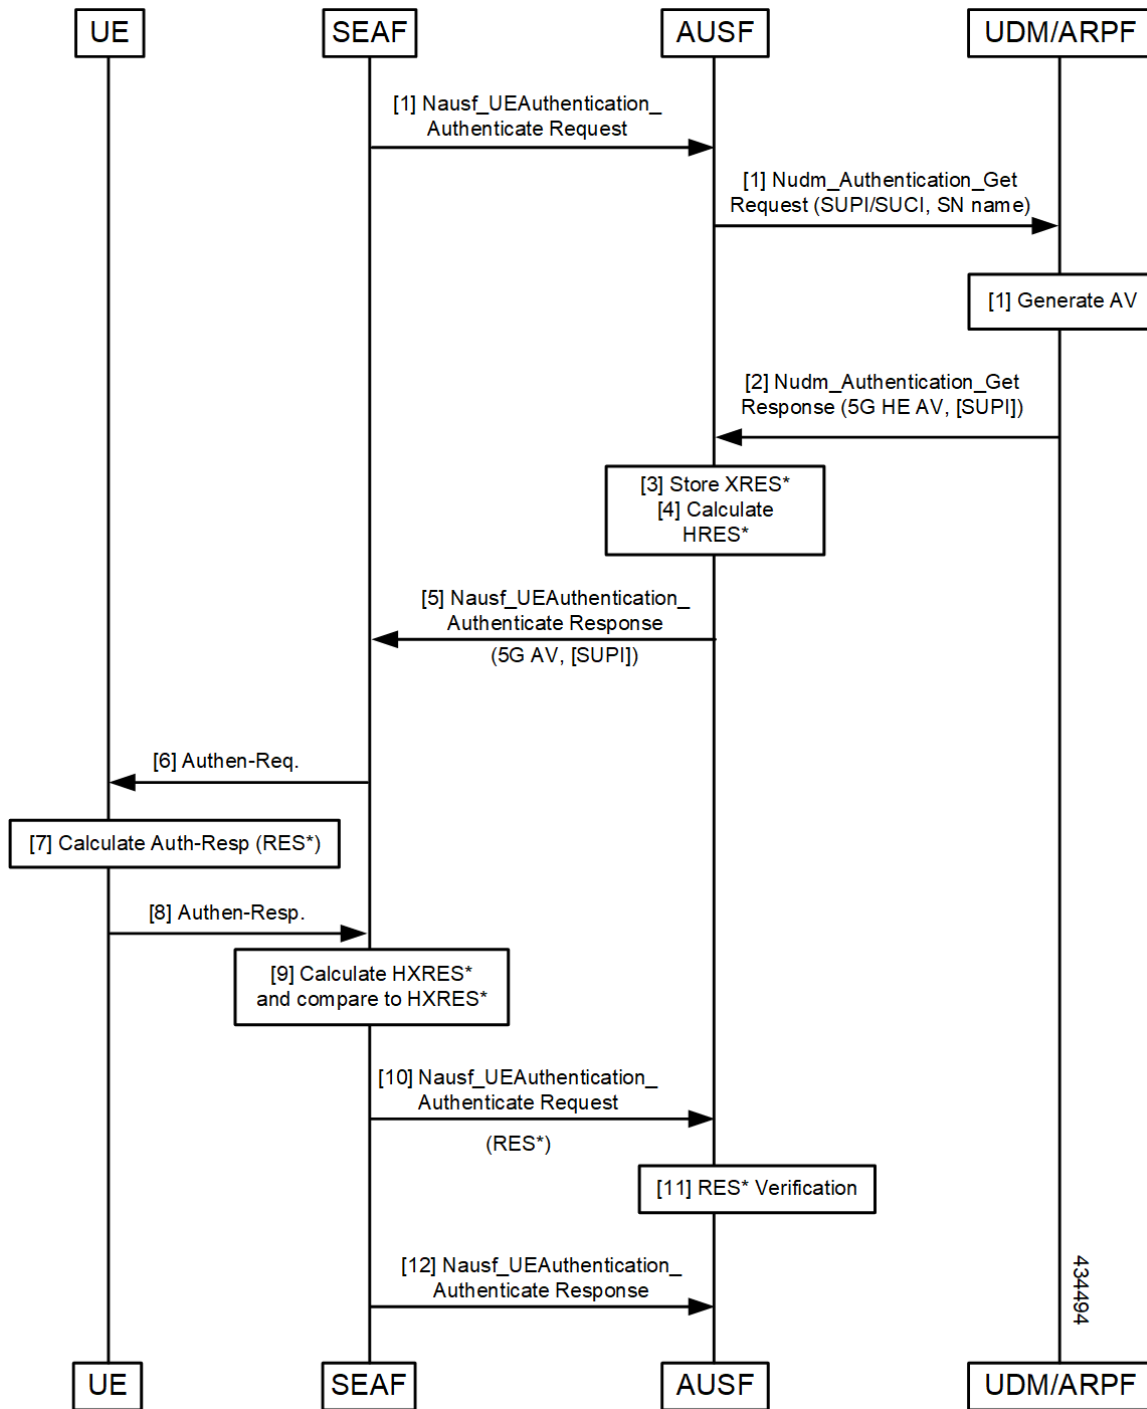 UE
SEAF
AUSF
UDM/ARPF
[1] Nausf_UEAuthentication_
Authenticate Request
[1] Nudm_Authentication_Get
Request (SUPI/SUCI, SN name)
[1] Generate AV
[2] Nudm_Authentication_Get
Response (5G HE AV, [SUPI])
[3] Store XRES*
[4] Calculate
HRES*
[5] Nausf_UEAuthentication_
Authenticate Response
(5G AV, [SUPI])
[6] Authen-Req.
[7] Calculate Auth-Resp (RES*)
[8] Authen-Resp.
[9] Calculate HXRES*
and compare to HXRES*
[10] Nausf_UEAuthentication_
Authenticate Request
(RES*)
[11] RES* Verification
[12] Nausf_UEAuthentication_
Authenticate Response
434494
UE
SEAF
AUSF
UDM/ARPF